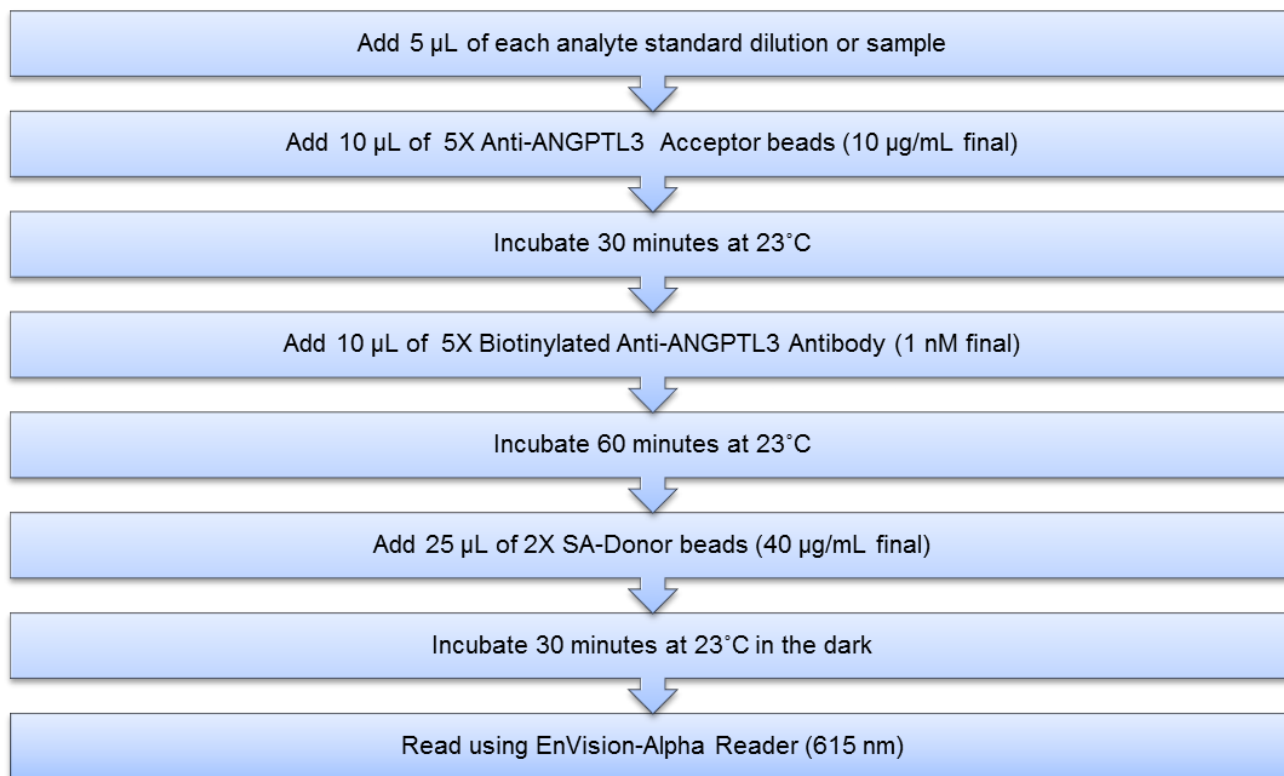 Add 5 µL of each analyte standard dilution or sample
Add 10 µL of 5X Anti-ANGPTL3 Acceptor beads (10 µg/mL final)
Incubate 30 minutes at 23˚C
Add 10 µL of 5X Biotinylated Anti-ANGPTL3 Antibody (1 nM final)
Incubate 60 minutes at 23˚C
Add 25 µL of 2X SA-Donor beads (40 µg/mL final)
Incubate 30 minutes at 23˚C in the dark
Read using EnVision-Alpha Reader (615 nm)